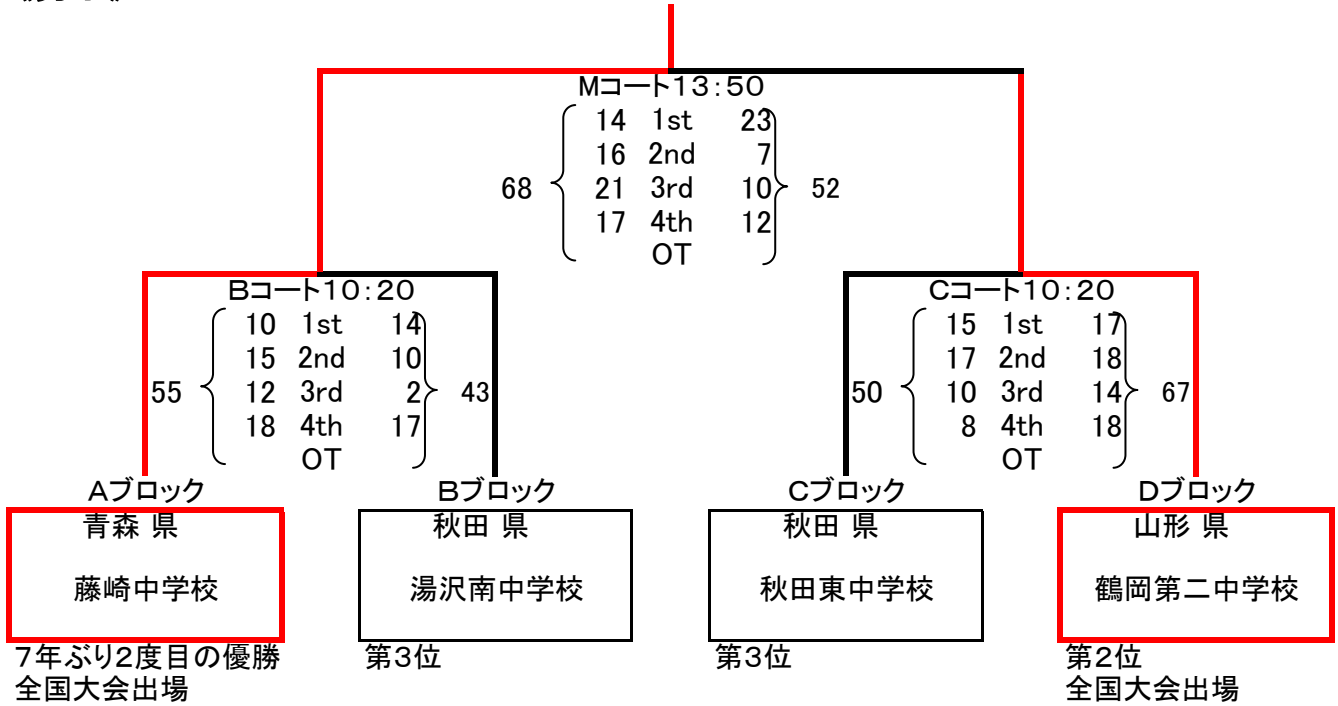 Mコート13:50
14 1st 23
16 2nd 7
68 21 3rd 10 52
17 4th 12
OT
Bコート10:20
10 1st 14
15 2nd 10
55 12 3rd 2 43
18 4th 17
OT
Cコート10:20
15 1st 17
17 2nd 18
50 10 3rd 14 67
8 4th 18
OT
Aブロック
青森 県
藤崎中学校
7年ぶり2度目の優勝
全国大会出場
Bブロック
秋田 県
湯沢南中学校
第3位
Cブロック
秋田 県
秋田東中学校
第3位
Dブロック
山形 県
鶴岡第二中学校
第2位
全国大会出場